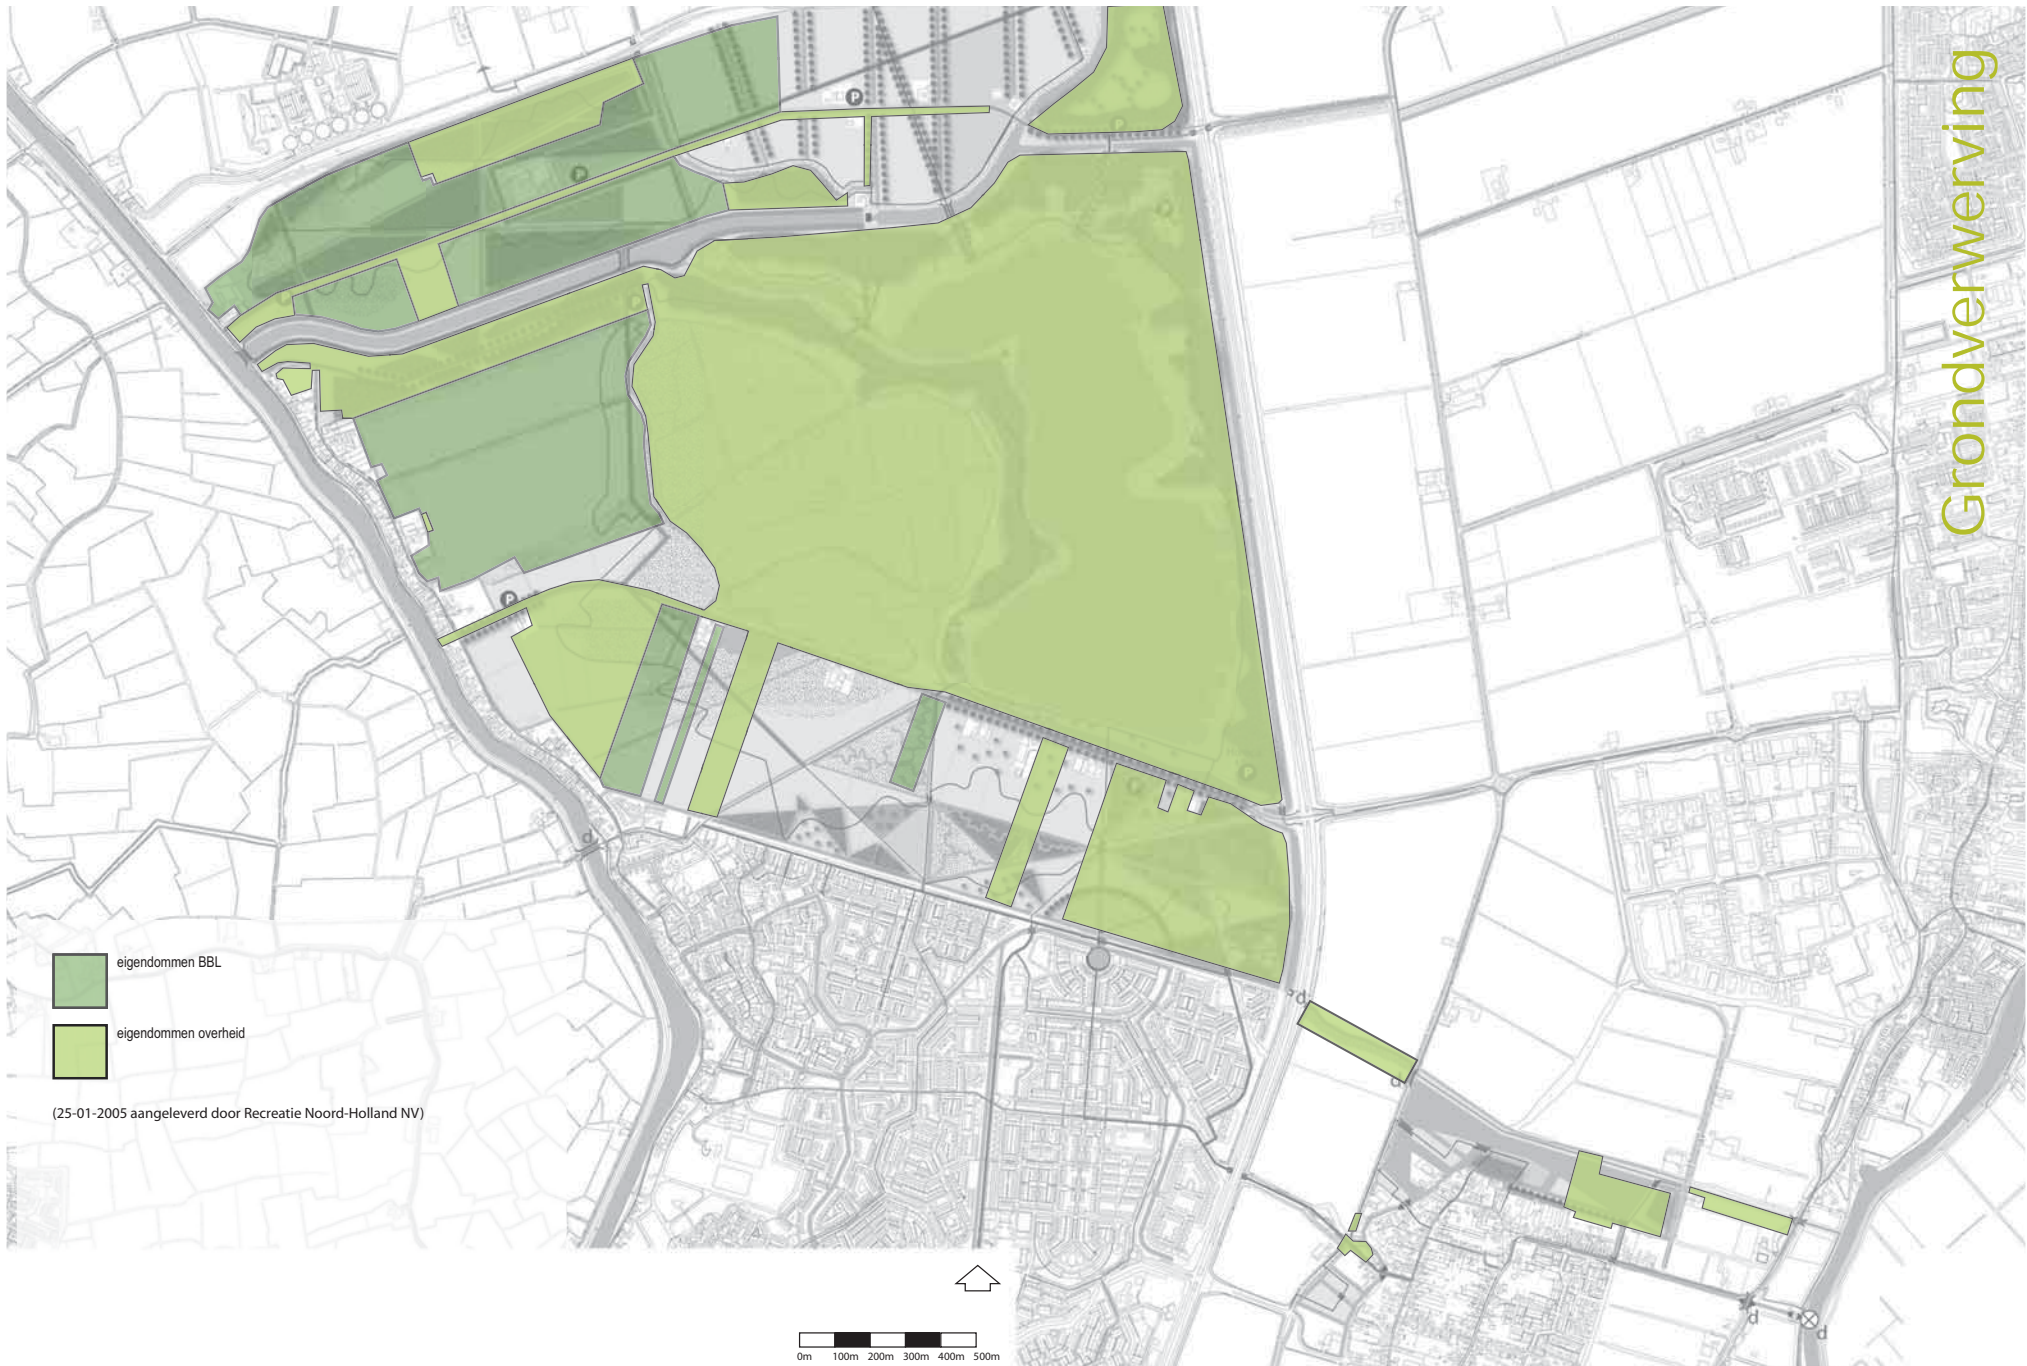 Grondverwerving
P
P
P
P
P
P
P
P
P
P
d
eigendommen BBL
eigendommen overheid
(25-01-2005 aangeleverd door Recreatie Noord-Holland NV)
d
d
d
d
0m 100m 200m 300m 400m 500m